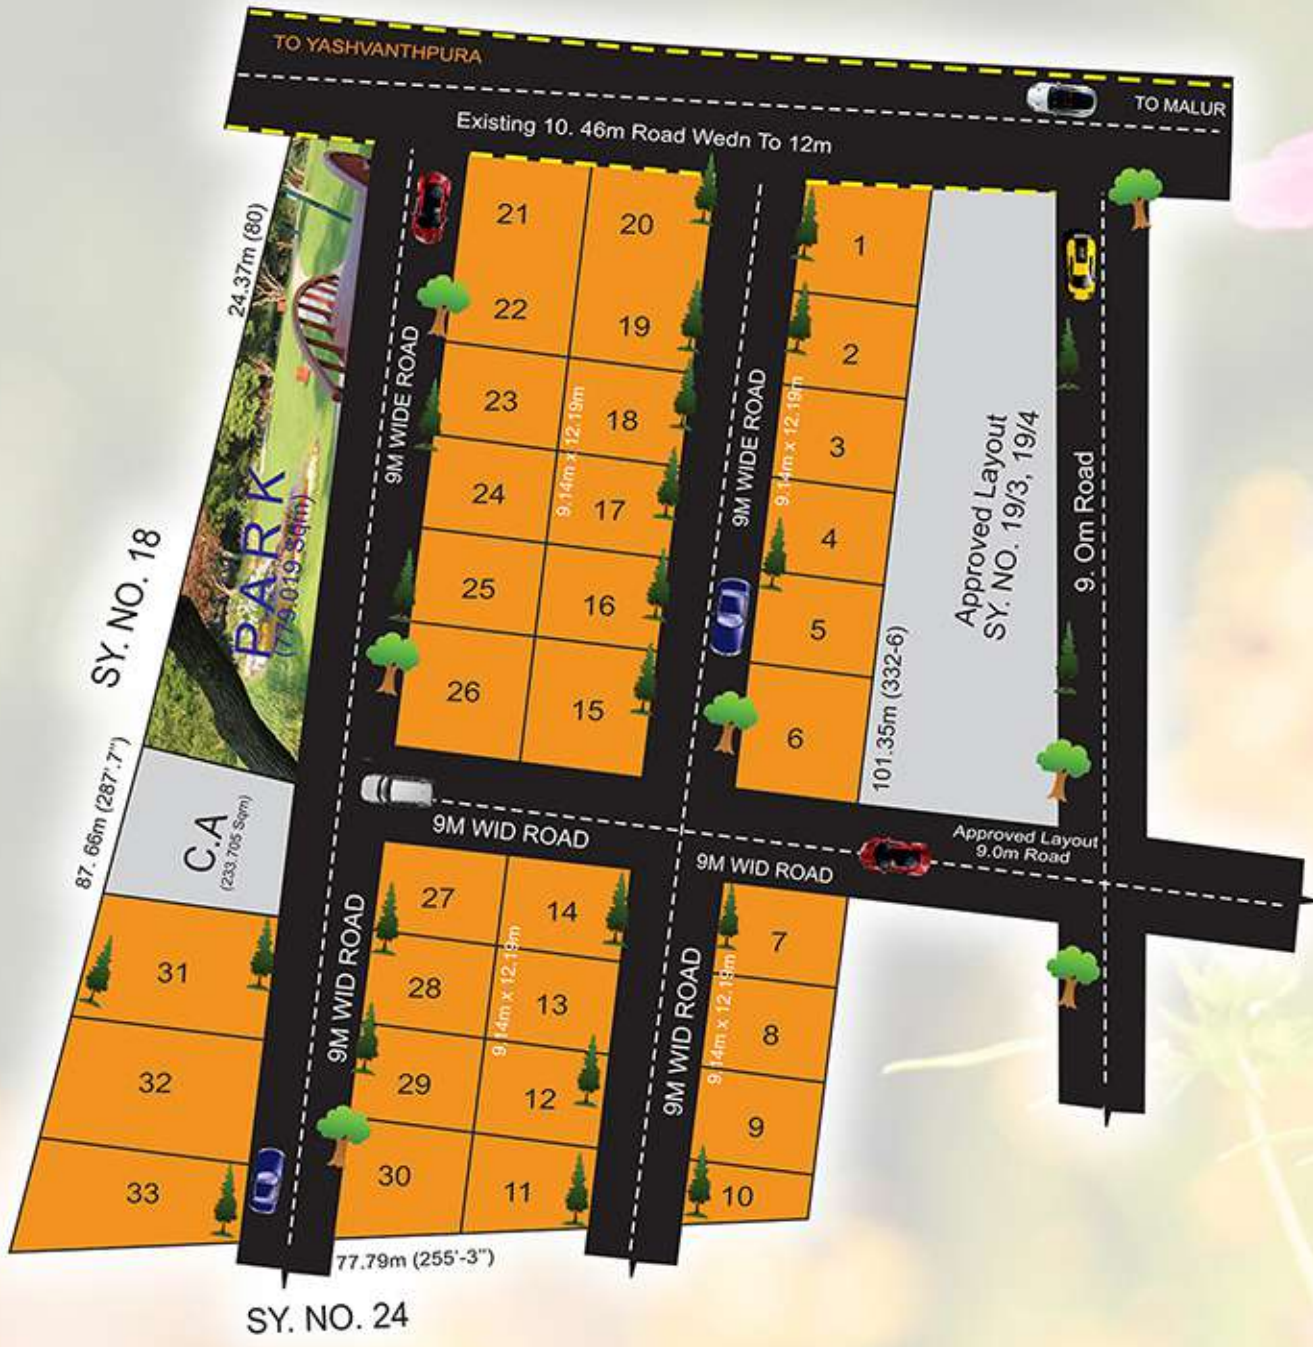 TO YASHVANTHPURA
TO MALUR
Existing 10. 46m Road Wedn To 12m
24.37m (80)
SY. NO. 18
PARK
(779.019 Sqm)
87. 66m (287'.7")
C.A
(233.705 Sqm)
31
32
33
9M WIDE ROAD
9M WID ROAD
21
20
22
19
23
18
24
17
25
16
26
15
9.14m x 12.19m
9M WID ROAD
27
14
28
13
29
12
30
11
9.14m x 12.19m
9M WIDE ROAD
9M WID ROAD
1
2
3
4
5
6
9.14m x 12.19m
101.35m (332-6)
9M WID ROAD
7
8
9
10
9.14m x 12.19m
Approved Layout
SY. NO. 19/3, 19/4
9. Om Road
Approved Layout
9.0m Road
77.79m (255'-3")
SY. NO. 24